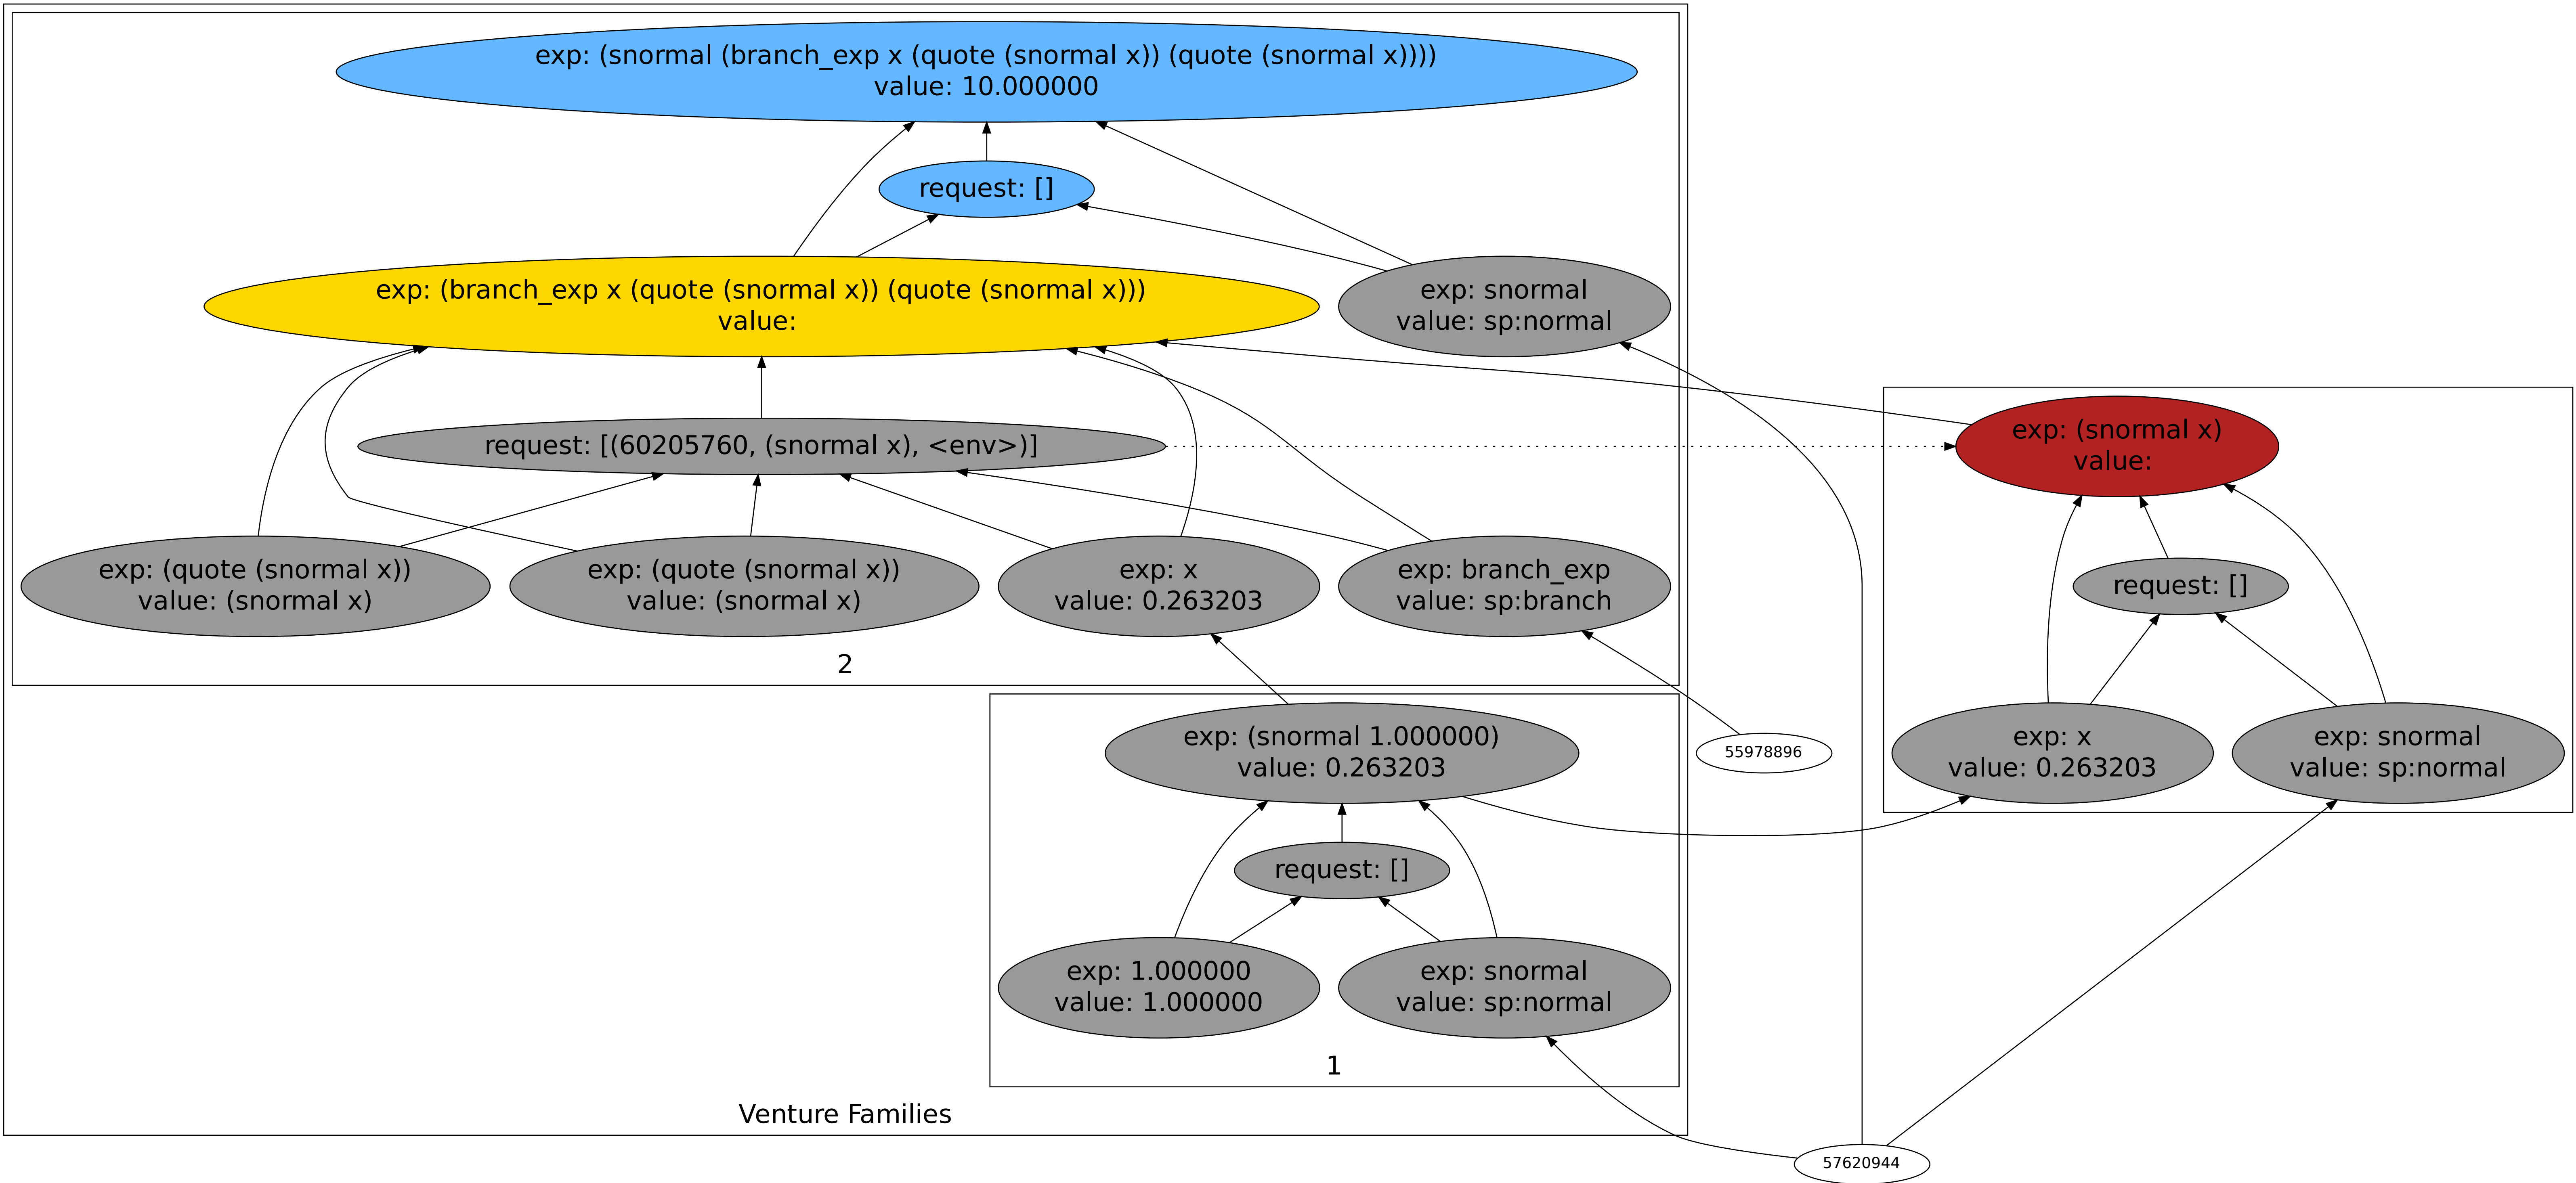 exp: (snormal (branch_exp x (quote (snormal x)) (quote (snormal x))))
value: 10.000000
request: []
exp: (branch_exp x (quote (snormal x)) (quote (snormal x)))
value:
exp: snormal
value: sp:normal
request: [(60205760, (snormal x), <env>)]
exp: (snormal x)
value:
exp: (quote (snormal x))
value: (snormal x)
exp: (quote (snormal x))
value: (snormal x)
exp: x
value: 0.263203
exp: branch_exp
value: sp:branch
request: []
2
exp: (snormal 1.000000)
value: 0.263203
55978896
exp: x
value: 0.263203
exp: snormal
value: sp:normal
request: []
exp: 1.000000
value: 1.000000
exp: snormal
value: sp:normal
1
Venture Families
57620944